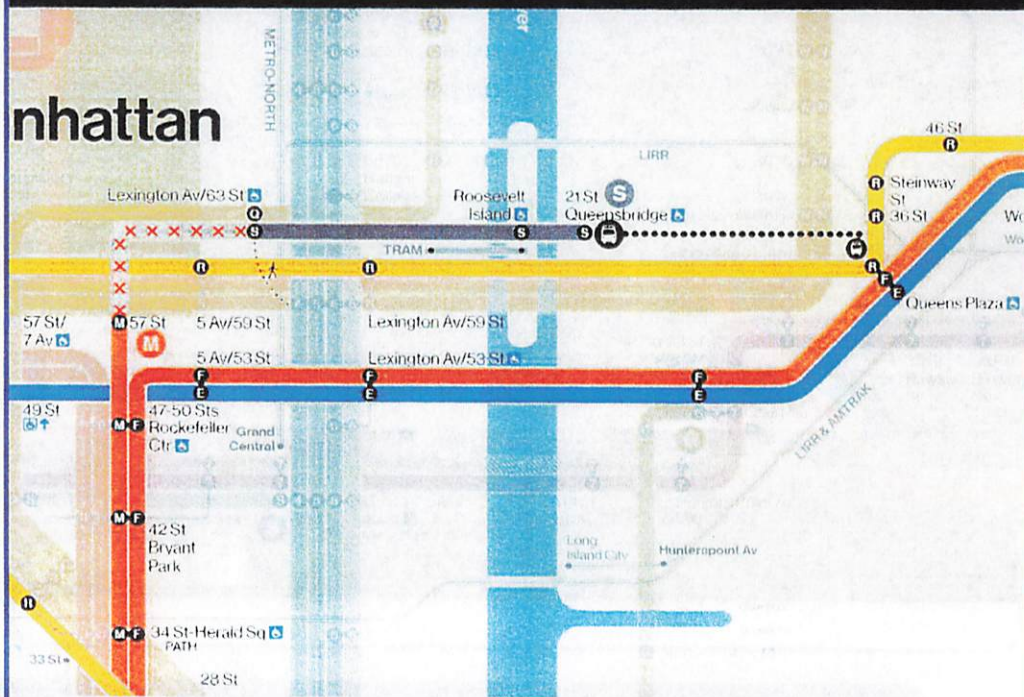 nhattan
METRO-NORTH
LIRR
46 St
R
R
Steinway
St
R
36 St
Lexington Av/63 St
Q
S
Roosevelt
Island
S
21 St
S
Queensbridge
S
TRAM
R
R
R
F
E
Queens Plaza
57 St/
7 Av
M
57 St
M
5 Av/59 St
Lexington Av/59 St
5 Av/53 St
Lexington Av/53 St
F
E
F
E
F
E
49 St
M
F
47-50 Sts
Rockefeller
Ctr
Grand
Central
LIRR & AMTRAK
M
F
42 St
Bryant
Park
Long
Island City
Hunterspoint Av
R
M
F
34 St-Herald Sq
PATH
33 St
28 St